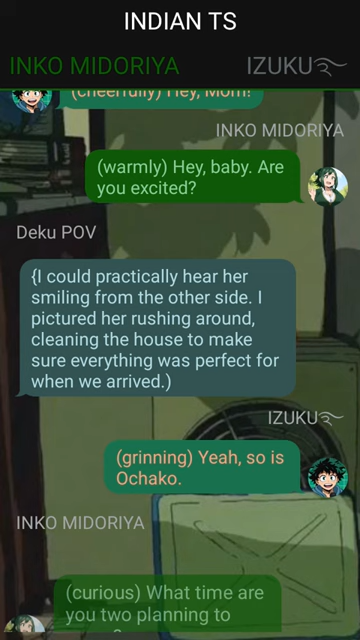 INDIAN TS
INKO MIDORIYA IZUKU
(cheerfully) Hey, Mom!
INKO MIDORIYA
(warmly) Hey, baby. Are
you excited?
Deku POV
{I could practically hear her
smiling from the other side. I
pictured her rushing around,
cleaning the house to make
sure everything was perfect for
when we arrived.)
IZUKU
(grinning) Yeah, so is
Ochako.
INKO MIDORIYA
(curious) What time are
you two planning to